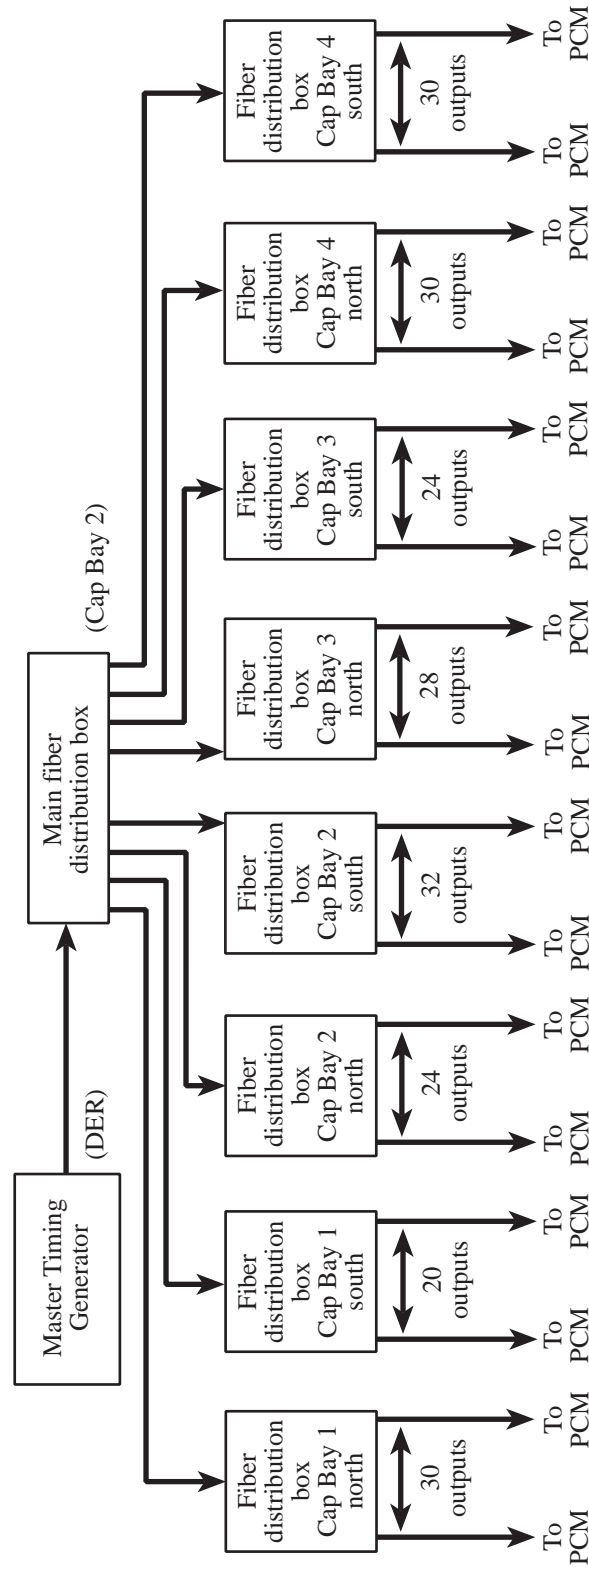 Master Timing
Generator
(DER)
Main fiber
distribution box
(Cap Bay 2)
Fiber
distribution
box
Cap Bay 1
north
Fiber
distribution
box
Cap Bay 1
south
Fiber
distribution
box
Cap Bay 2
north
Fiber
distribution
box
Cap Bay 2
south
Fiber
distribution
box
Cap Bay 3
north
Fiber
distribution
box
Cap Bay 3
south
Fiber
distribution
box
Cap Bay 4
north
Fiber
distribution
box
Cap Bay 4
south
30
outputs
20
outputs
24
outputs
32
outputs
28
outputs
24
outputs
30
outputs
30
outputs
To
PCM
To
PCM
To
PCM
To
PCM
To
PCM
To
PCM
To
PCM
To
PCM
To
PCM
To
PCM
To
PCM
To
PCM
To
PCM
To
PCM
To
PCM
To
PCM